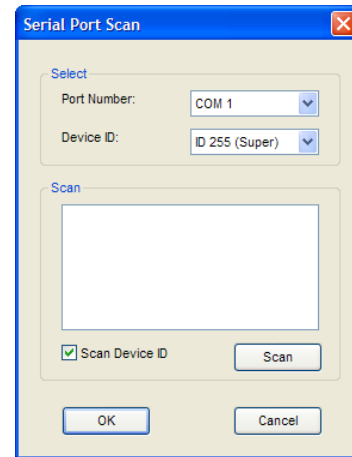 Serial Port Scan
Select
Port Number: COM 1
Device ID: ID 255 (Super)
Scan
Scan Device ID Scan
OK Cancel